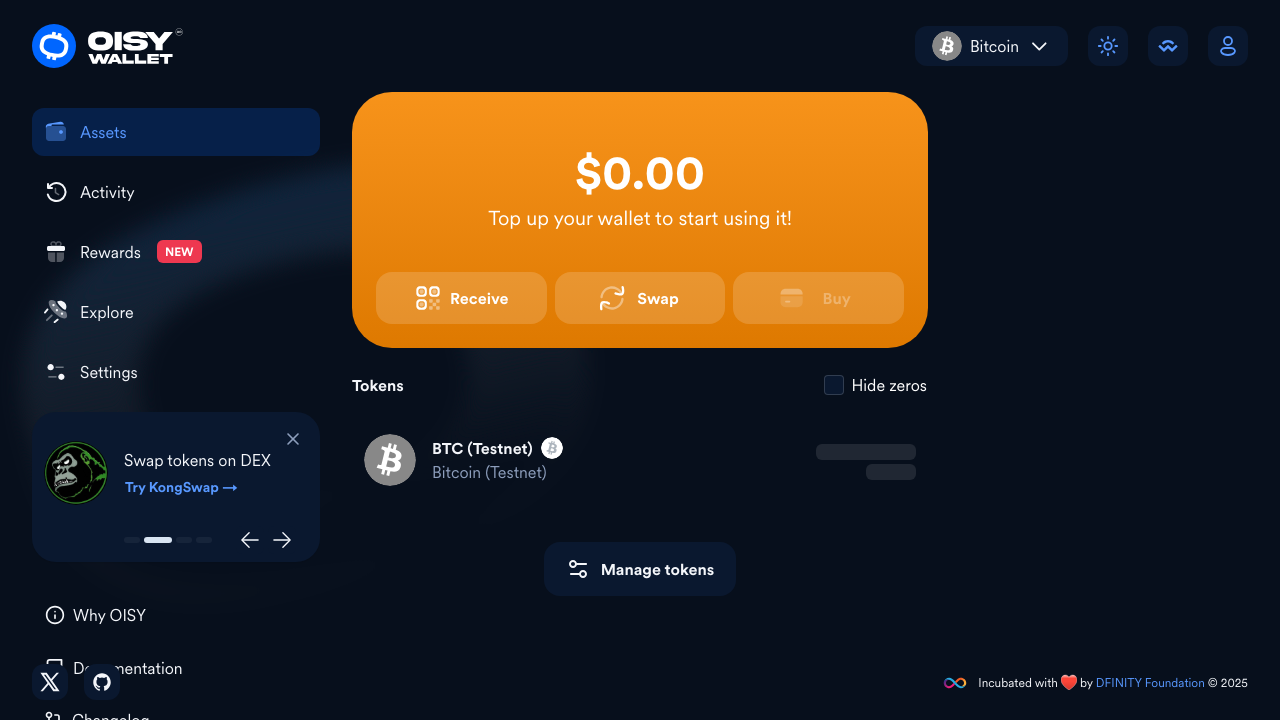 OISY
WALLET
Bitcoin
Assets
Activity
Rewards NEW
Explore
Settings
Swap tokens on DEX
Try KongSwap →
Why OISY
Documentation
Changelog
$0.00
Top up your wallet to start using it!
Receive
Swap
Buy
Tokens
Hide zeros
BTC (Testnet)
Bitcoin (Testnet)
Manage tokens
Incubated with ❤️ by DFINITY Foundation © 2025